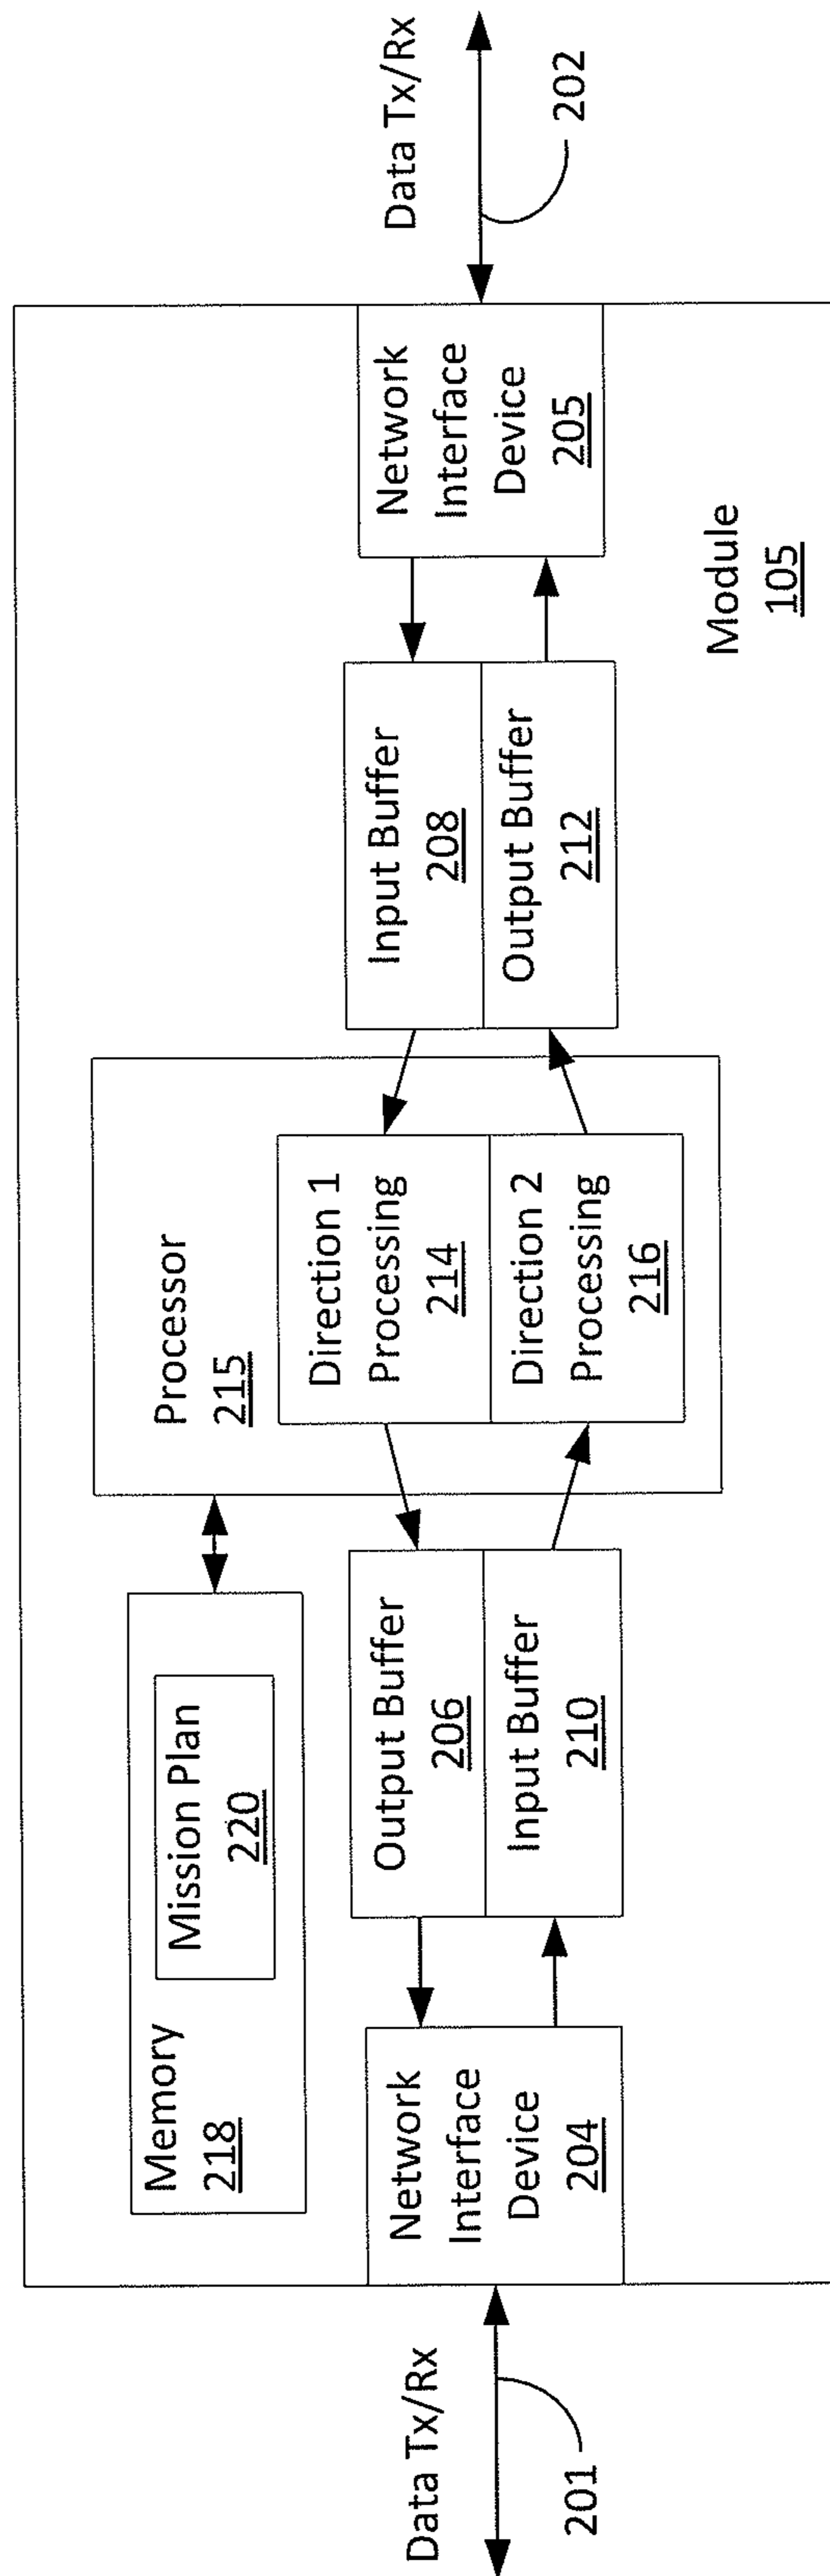 Memory
218
Mission Plan
220
Processor
215
Data Tx/Rx
201
Network
Interface
Device
204
Output Buffer
206
Input Buffer
210
Direction 1
Processing
214
Direction 2
Processing
216
Input Buffer
208
Output Buffer
212
Network
Interface
Device
205
Data Tx/Rx
202
Module
105